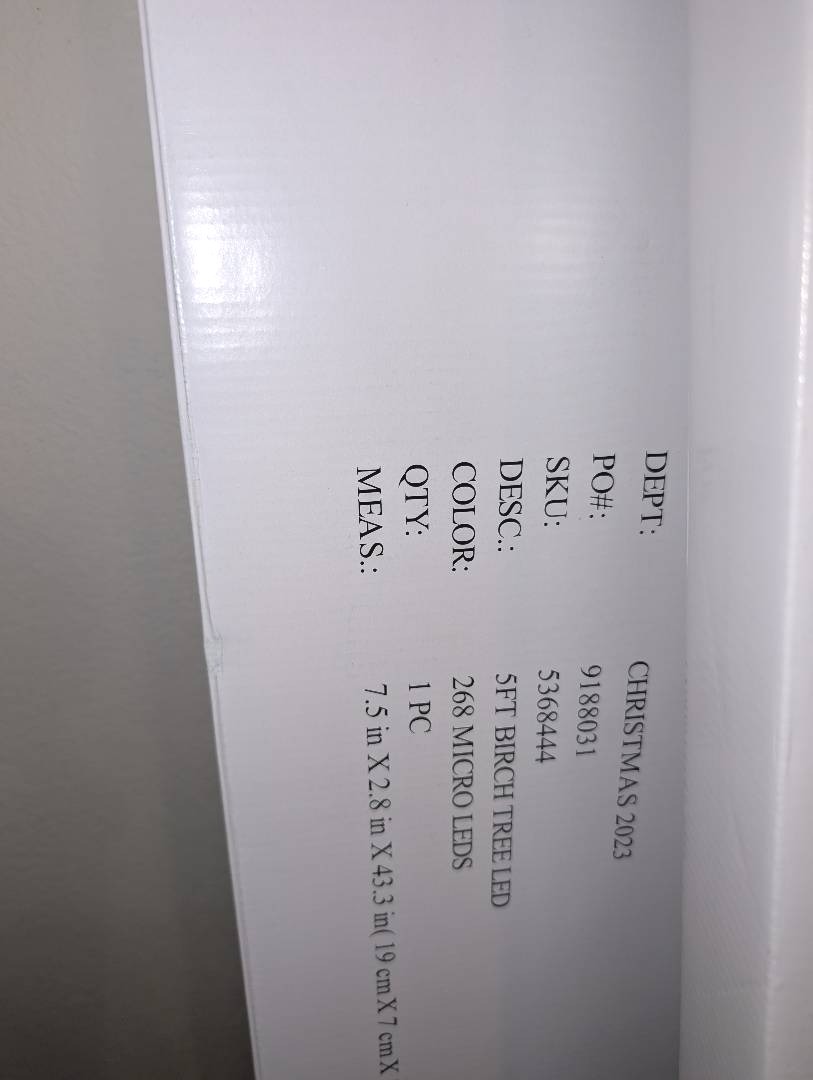 DEPT: CHRISTMAS 2023
PO#: 9188031
SKU: 5368444
DESC.: 5FT BIRCH TREE LED
COLOR: 268 MICRO LEDS
QTY: 1 PC
MEAS.: 7.5 in X 2.8 in X 43.3 in( 19 cm X 7 cm X